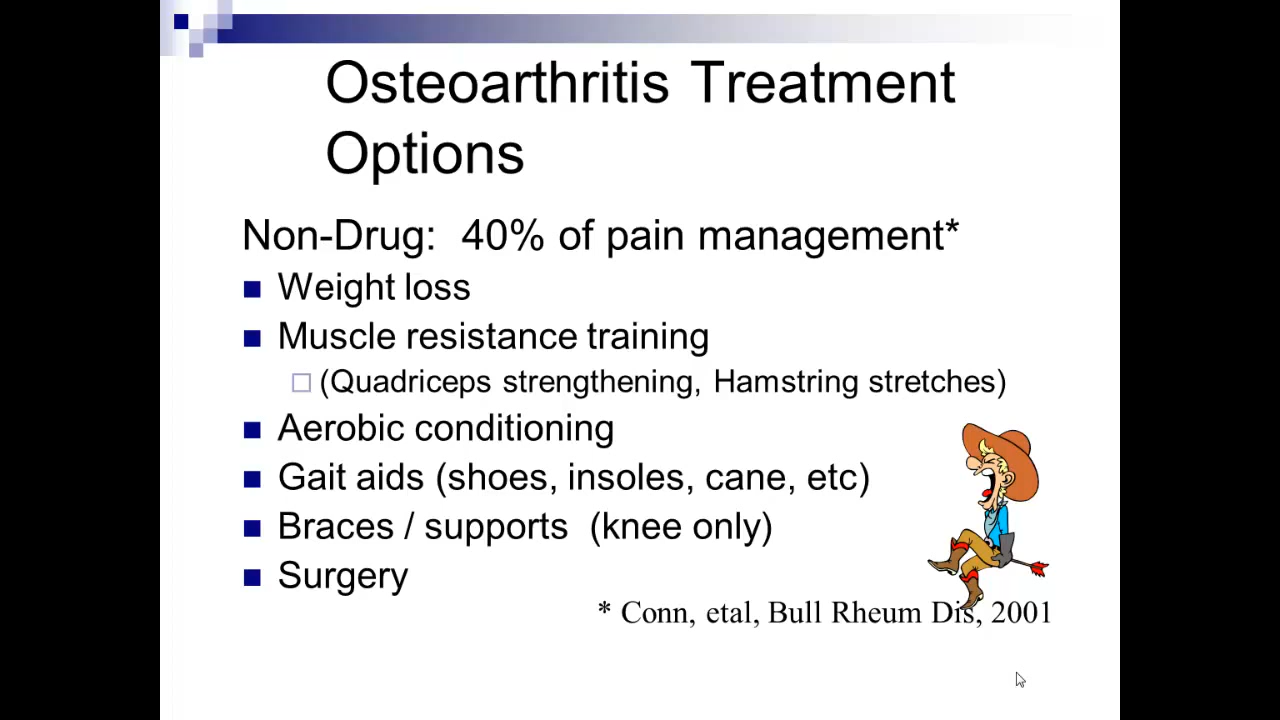 Osteoarthritis Treatment
Options
Non-Drug: 40% of pain management*
Weight loss
Muscle resistance training
(Quadriceps strengthening, Hamstring stretches)
Aerobic conditioning
Gait aids (shoes, insoles, cane, etc)
Braces / supports (knee only)
Surgery
* Conn, etal, Bull Rheum Dis, 2001